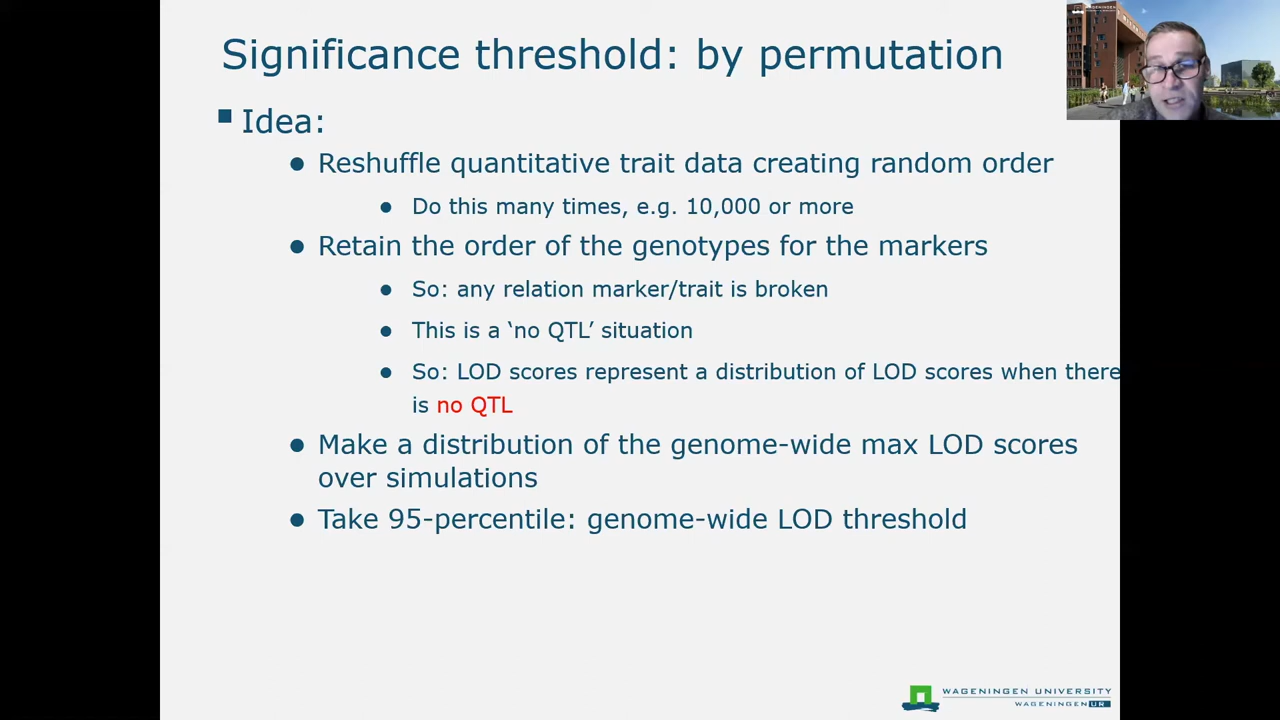 Significance threshold: by permutation
Idea:
Reshuffle quantitative trait data creating random order
Do this many times, e.g. 10,000 or more
Retain the order of the genotypes for the markers
So: any relation marker/trait is broken
This is a ‘no QTL’ situation
So: LOD scores represent a distribution of LOD scores when there
is no QTL
Make a distribution of the genome-wide max LOD scores
over simulations
Take 95-percentile: genome-wide LOD threshold
WAGENINGEN UNIVERSITY
WAGENINGEN UR